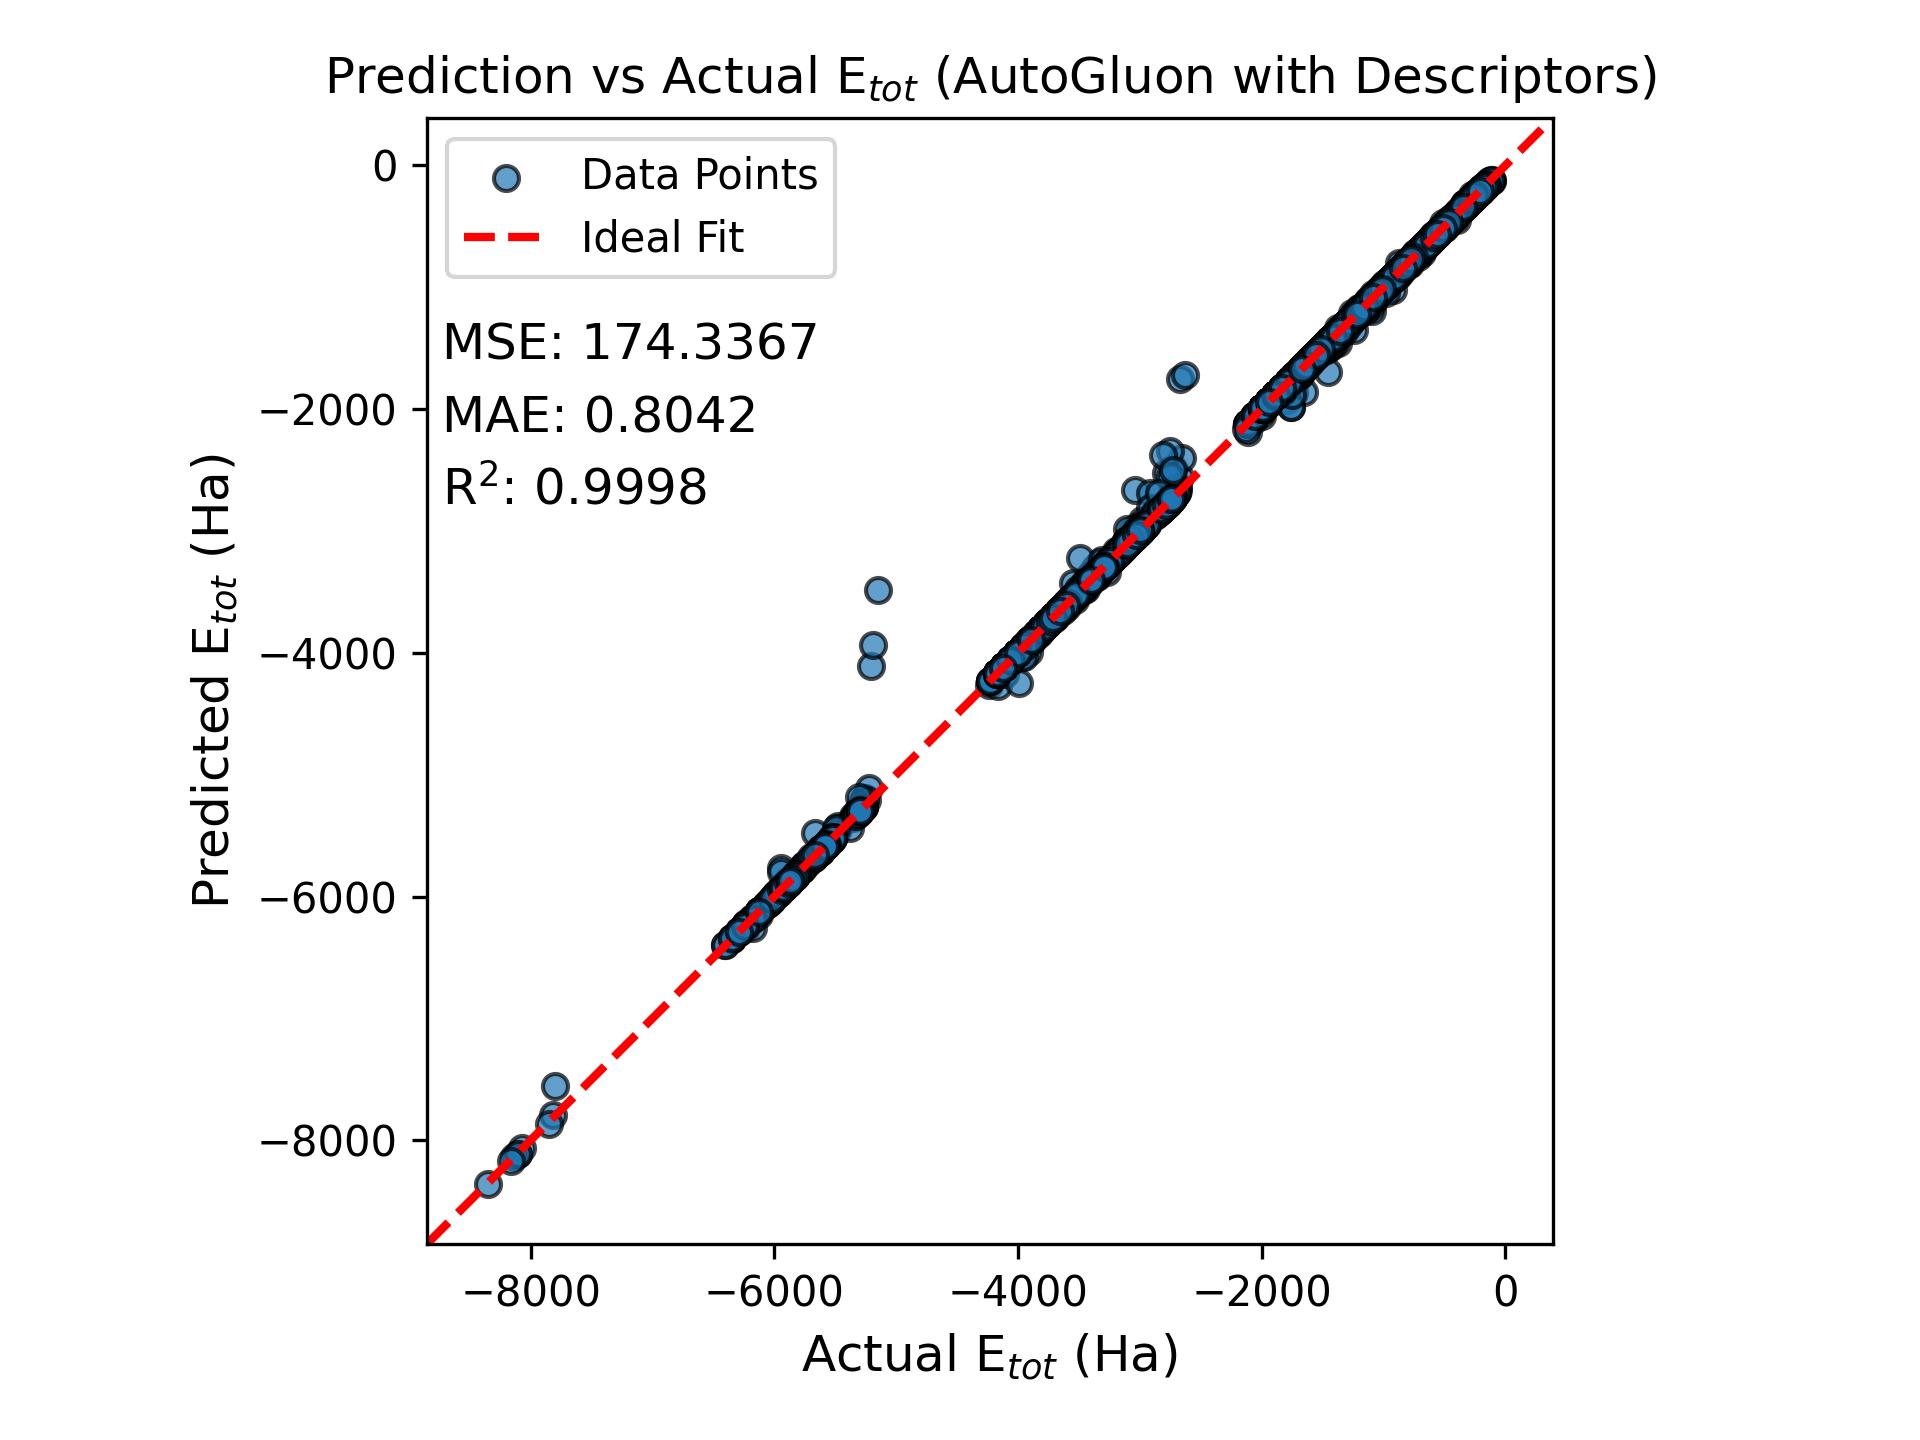 Prediction vs Actual E_tot (AutoGluon with Descriptors)
Data Points
Ideal Fit
MSE: 174.3367
MAE: 0.8042
R²: 0.9998
Predicted E_tot (Ha)
0
−2000
−4000
−6000
−8000
−8000 −6000 −4000 −2000 0
Actual E_tot (Ha)